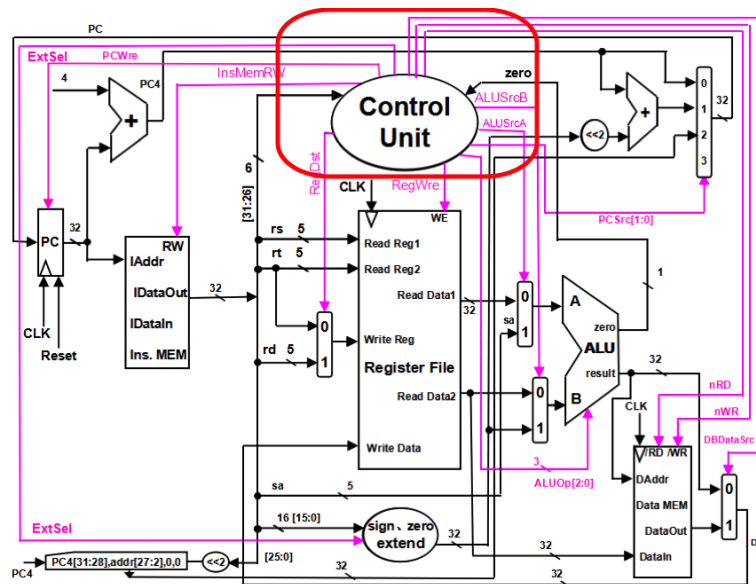 PC
ExtSel
PCWre
4
PC4
InsMemRW
Control
Unit
zero
ALUSrcB
ALUSrcA
+
+
<<2
0
1
2
3
32
6
[31:26]
CLK
RegWre
PCSrc[1:0]
PC
32
CLK
Reset
RW
IAddr
IDataOut
IDataIn
Ins. MEM
32
rs
5
rt
5
rd
5
0
1
WE
Read Reg1
Read Reg2
Read Data1
Write Reg
Register File
Read Data2
Write Data
32
sa
0
1
0
1
A
B
zero
ALU
result
1
32
3
ALUOp[2:0]
CLK
nRD
nWR
DBDataSrc
/RD /WR
DAddr
Data MEM
DataOut
DataIn
0
1
sa
5
ExtSel
16 [15:0]
sign、zero
extend
32
32
PC4
PC4[31:28],addr[27:2],0,0
<<2
[25:0]
32
32
D